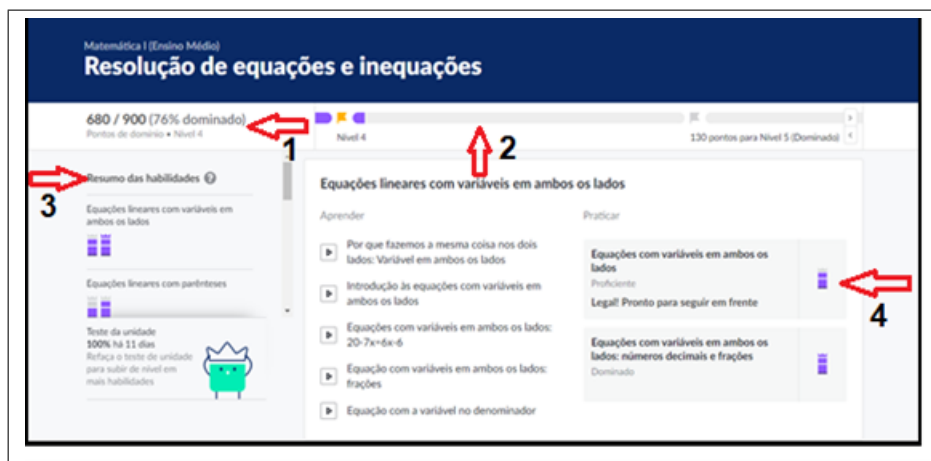 Matemática I (Ensino Médio)
Resolução de equações e inequações
680 / 900 (76% dominado)
Pontos de domínio • Nível 4
1
Nível 4
2
130 pontos para Nível 5 (Dominado)
3
Resumo das habilidades ?
Equações lineares com variáveis em
ambos os lados
Equações lineares com parênteses
Teste da unidade
100% há 11 dias
Refaça o teste de unidade
para subir de nível em
mais habilidades
Equações lineares com variáveis em ambos os lados
Aprender
Por que fazemos a mesma coisa nos dois
lados: Variável em ambos os lados
Introdução às equações com variáveis em
ambos os lados
Equações com variáveis em ambos os lados:
20-7x=6x-6
Equação com variáveis em ambos os lados:
frações
Equação com a variável no denominador
Praticar
Equações com variáveis em ambos os
lados
Proficiente
Legal! Pronto para seguir em frente
4
Equações com variáveis em ambos os
lados: números decimais e frações
Dominado